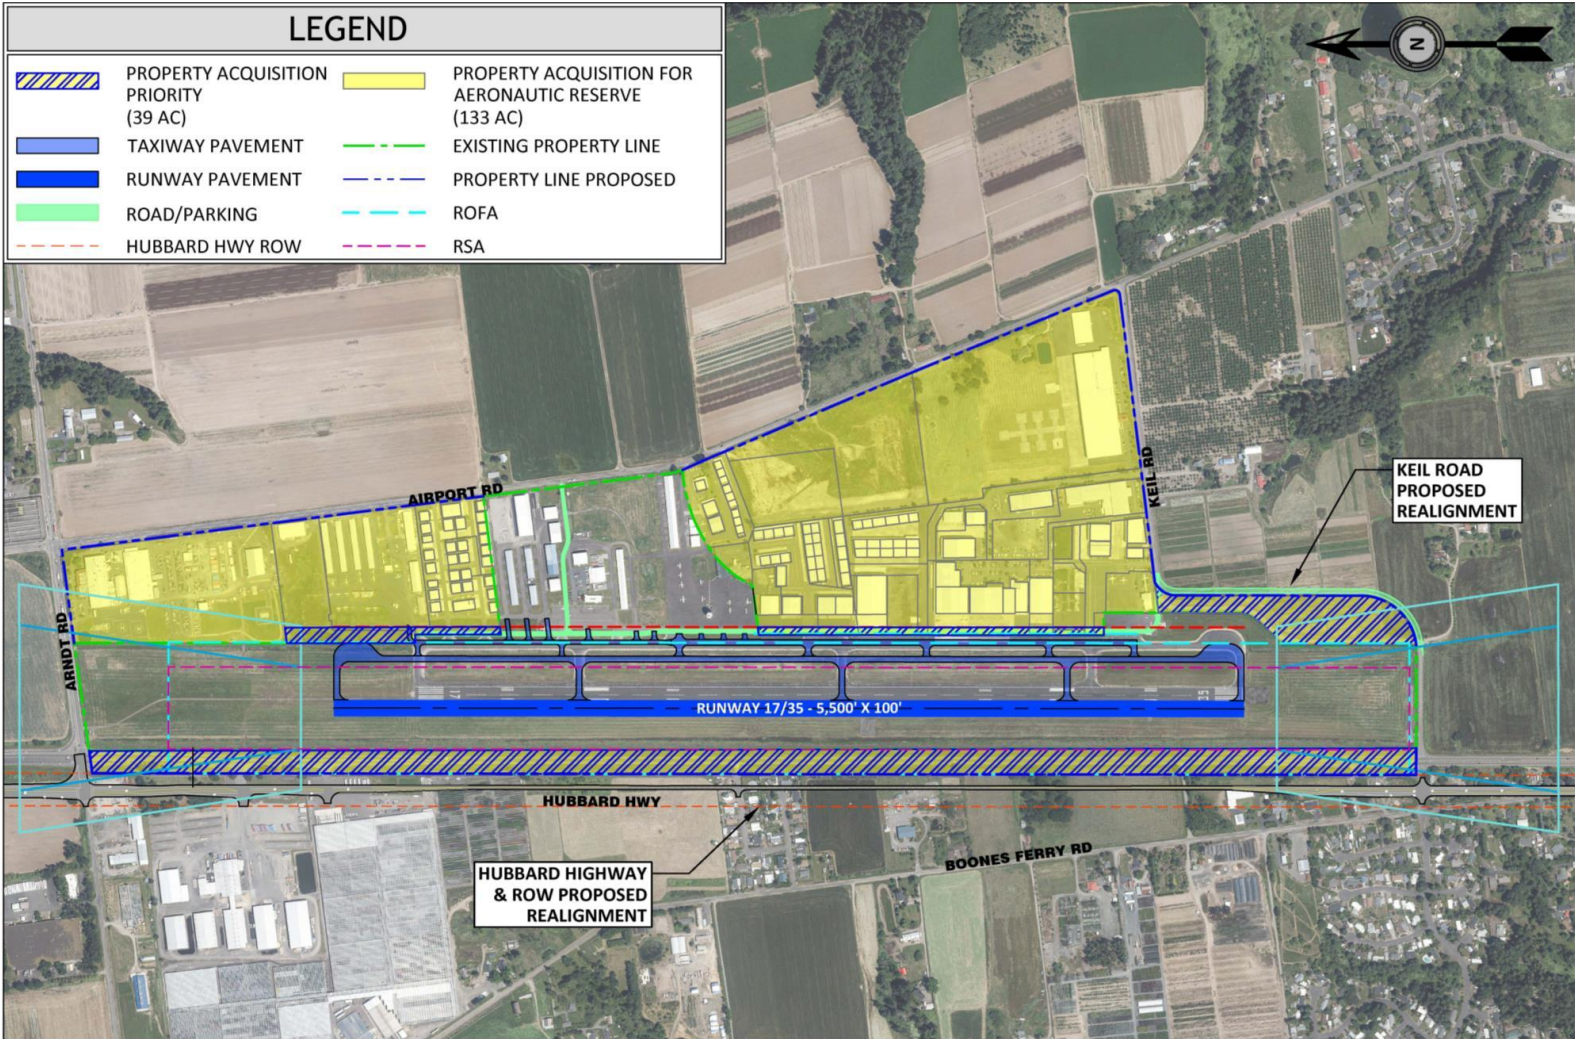 LEGEND
PROPERTY ACQUISITION
PRIORITY
(39 AC)
PROPERTY ACQUISITION FOR
AERONAUTIC RESERVE
(133 AC)
TAXIWAY PAVEMENT
EXISTING PROPERTY LINE
RUNWAY PAVEMENT
PROPERTY LINE PROPOSED
ROAD/PARKING
ROFA
HUBBARD HWY ROW
RSA
N
AIRPORT RD
KEIL RD
KEIL ROAD
PROPOSED
REALIGNMENT
ARNDT RD
17
35
RUNWAY 17/35 - 5,500' X 100'
HUBBARD HWY
BOONES FERRY RD
HUBBARD HIGHWAY
& ROW PROPOSED
REALIGNMENT